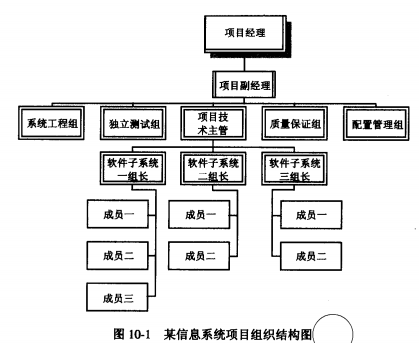 项目经理
项目副经理
系统工程组
独立测试组
项目技
术主管
质量保证组
配置管理组
软件子系统
一组长
软件子系统
二组长
软件子系统
三组长
成员一
成员一
成员一
成员二
成员二
成员二
成员三
图 10-1 某信息系统项目组织结构图